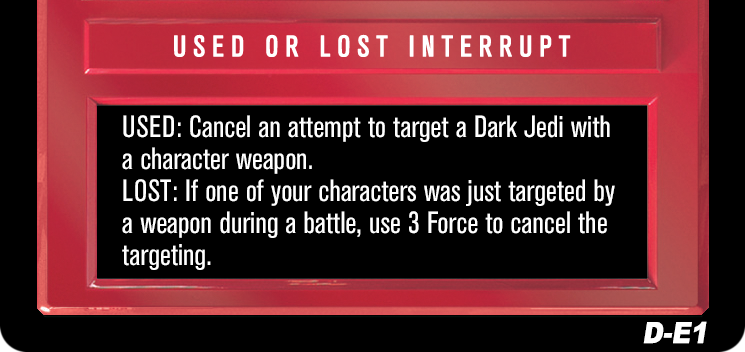 USED OR LOST INTERRUPT
USED: Cancel an attempt to target a Dark Jedi with
a character weapon.
LOST: If one of your characters was just targeted by
a weapon during a battle, use 3 Force to cancel the
targeting.
D-E1